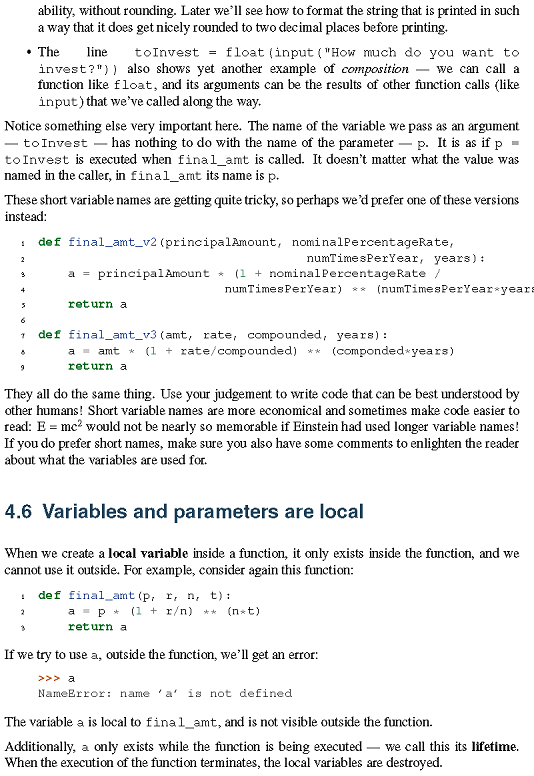 ability, without rounding. Later we'll see how to format the string that is printed in such
a way that it does get nicely rounded to two decimal places before printing.
• The line toInvest = float(input("How much do you want to
invest?")) also shows yet another example of composition — we can call a
function like float, and its arguments can be the results of other function calls (like
input) that we've called along the way.
Notice something else very important here. The name of the variable we pass as an argument
— toInvest — has nothing to do with the name of the parameter — p. It is as if p =
toInvest is executed when final_amt is called. It doesn't matter what the value was
named in the caller, in final_amt its name is p.
These short variable names are getting quite tricky, so perhaps we'd prefer one of these versions
instead:
1 def final_amt_v2(principalAmount, nominalPercentageRate,
2 numTimesPerYear, years):
3 a = principalAmount * (1 + nominalPercentageRate /
4 numTimesPerYear) ** (numTimesPerYear*years
5 return a
6
7 def final_amt_v3(amt, rate, compounded, years):
8 a = amt * (1 + rate/compounded) ** (componded*years)
9 return a
They all do the same thing. Use your judgement to write code that can be best understood by
other humans! Short variable names are more economical and sometimes make code easier to
read: E = mc² would not be nearly so memorable if Einstein had used longer variable names!
If you do prefer short names, make sure you also have some comments to enlighten the reader
about what the variables are used for.
4.6 Variables and parameters are local
When we create a local variable inside a function, it only exists inside the function, and we
cannot use it outside. For example, consider again this function:
1 def final_amt(p, r, n, t):
2 a = p * (1 + r/n) ** (n*t)
3 return a
If we try to use a, outside the function, we'll get an error:
>>> a
NameError: name 'a' is not defined
The variable a is local to final_amt, and is not visible outside the function.
Additionally, a only exists while the function is being executed — we call this its lifetime.
When the execution of the function terminates, the local variables are destroyed.